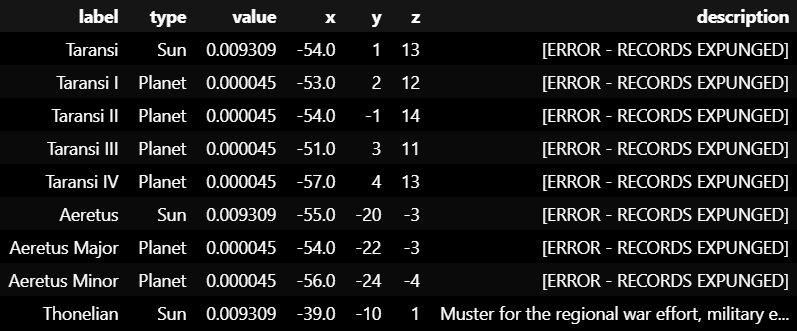 label type value x y z description
Taransi Sun 0.009309 -54.0 1 13 [ERROR - RECORDS EXPUNGED]
Taransi I Planet 0.000045 -53.0 2 12 [ERROR - RECORDS EXPUNGED]
Taransi II Planet 0.000045 -54.0 -1 14 [ERROR - RECORDS EXPUNGED]
Taransi III Planet 0.000045 -51.0 3 11 [ERROR - RECORDS EXPUNGED]
Taransi IV Planet 0.000045 -57.0 4 13 [ERROR - RECORDS EXPUNGED]
Aeretus Sun 0.009309 -55.0 -20 -3 [ERROR - RECORDS EXPUNGED]
Aeretus Major Planet 0.000045 -54.0 -22 -3 [ERROR - RECORDS EXPUNGED]
Aeretus Minor Planet 0.000045 -56.0 -24 -4 [ERROR - RECORDS EXPUNGED]
Thonelian Sun 0.009309 -39.0 -10 1 Muster for the regional war effort, military e...